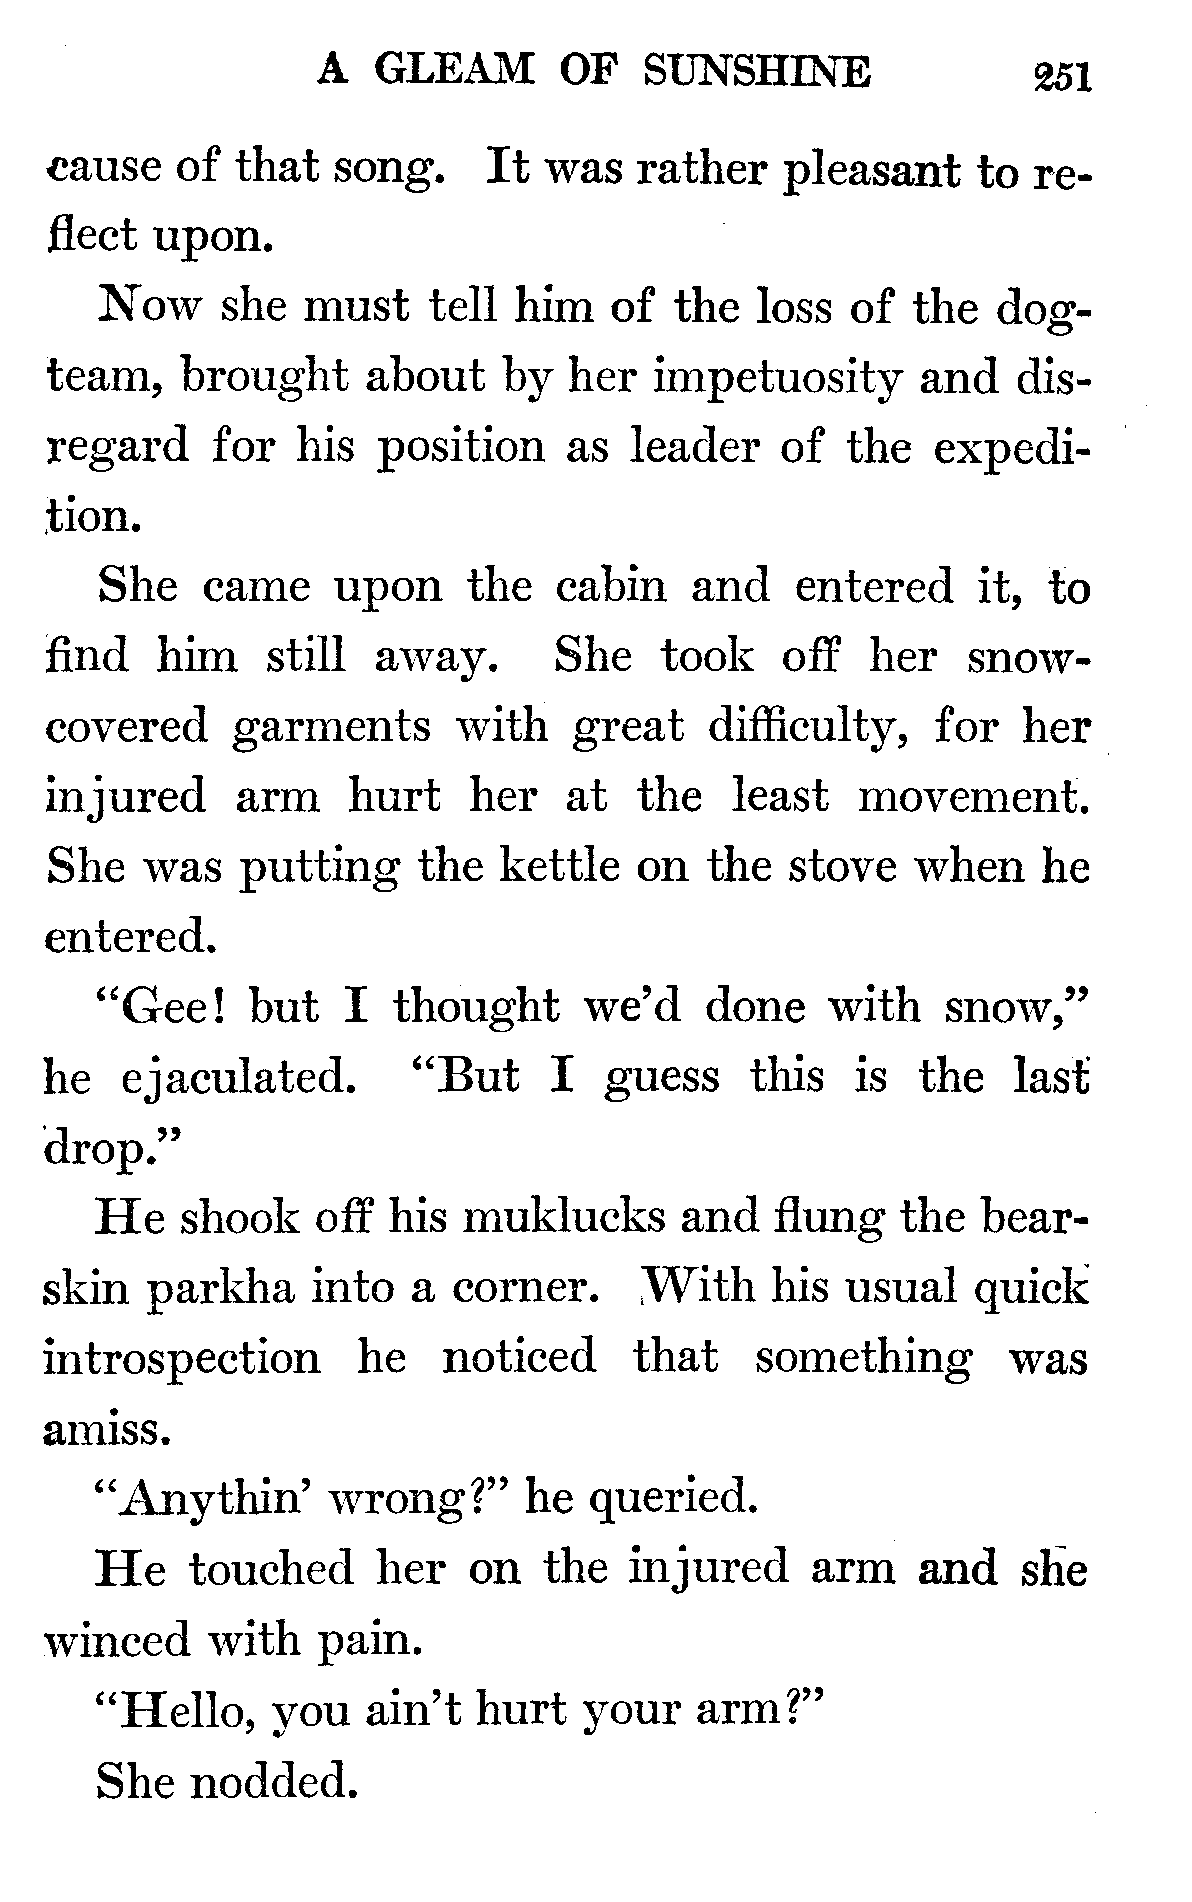 A GLEAM OF SUNSHINE 251
cause of that song. It was rather pleasant to re-
flect upon.
Now she must tell him of the loss of the dog-
team, brought about by her impetuosity and dis-
regard for his position as leader of the expedi-
tion.
She came upon the cabin and entered it, to
find him still away. She took off her snow-
covered garments with great difficulty, for her
injured arm hurt her at the least movement.
She was putting the kettle on the stove when he
entered.
“Gee! but I thought we’d done with snow,”
he ejaculated. “But I guess this is the last
drop.”
He shook off his muklucks and flung the bear-
skin parkha into a corner. With his usual quick
introspection he noticed that something was
amiss.
“Anythin’ wrong?” he queried.
He touched her on the injured arm and she
winced with pain.
“Hello, you ain’t hurt your arm?”
She nodded.